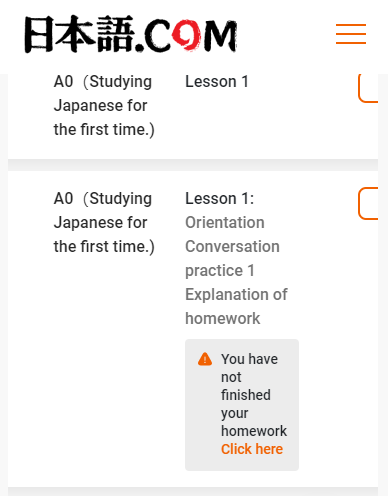 日本語.COM
A0（Studying Japanese for the first time.)
Lesson 1
A0（Studying Japanese for the first time.)
Lesson 1:
Orientation
Conversation
practice 1
Explanation of
homework
You have
not
finished
your
homework
Click here